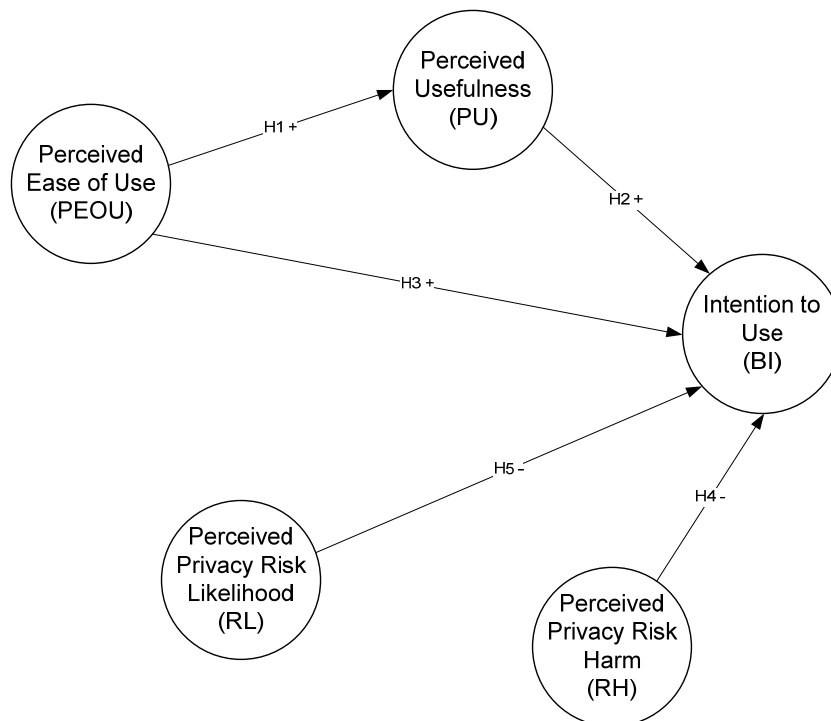 Perceived
Usefulness
(PU)
H1 +
Perceived
Ease of Use
(PEOU)
H2 +
H3 +
Intention to
Use
(BI)
H5 -
H4 -
Perceived
Privacy Risk
Likelihood
(RL)
Perceived
Privacy Risk
Harm
(RH)